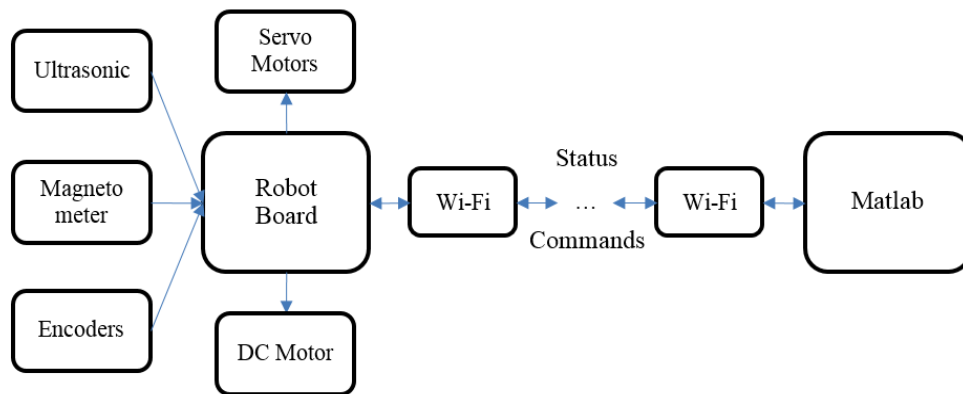 Ultrasonic
Magneto
meter
Encoders
Servo
Motors
Robot
Board
DC Motor
Wi-Fi
Status
...
Commands
Wi-Fi
Matlab